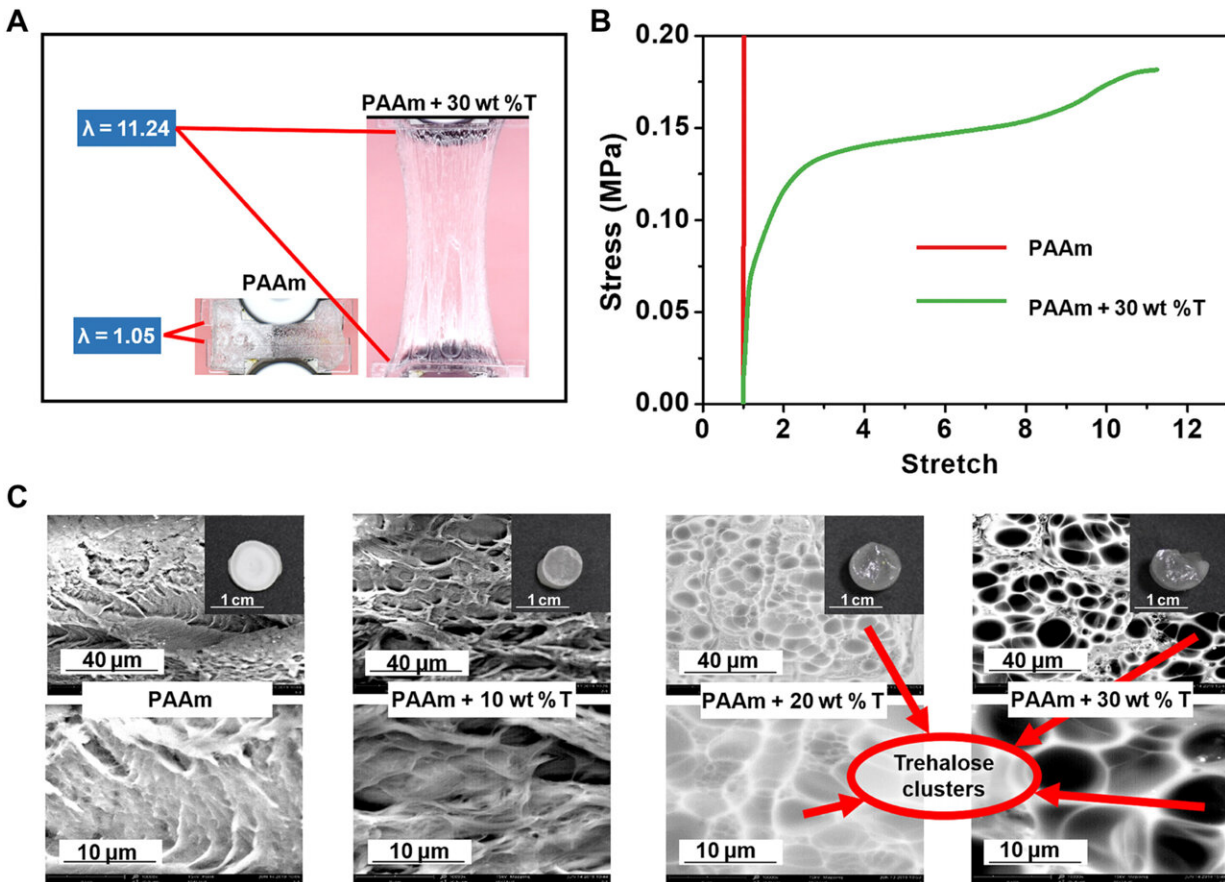 A
B
PAAm + 30 wt %T
λ = 11.24
PAAm
λ = 1.05
0.20
0.15
0.10
0.05
0.00
Stress (MPa)
PAAm
PAAm + 30 wt %T
0 2 4 6 8 10 12
Stretch
C
1 cm
1 cm
1 cm
1 cm
40 µm
40 µm
40 µm
40 µm
PAAm
PAAm + 10 wt % T
PAAm + 20 wt % T
PAAm + 30 wt % T
Trehalose
clusters
10 µm
10 µm
10 µm
10 µm